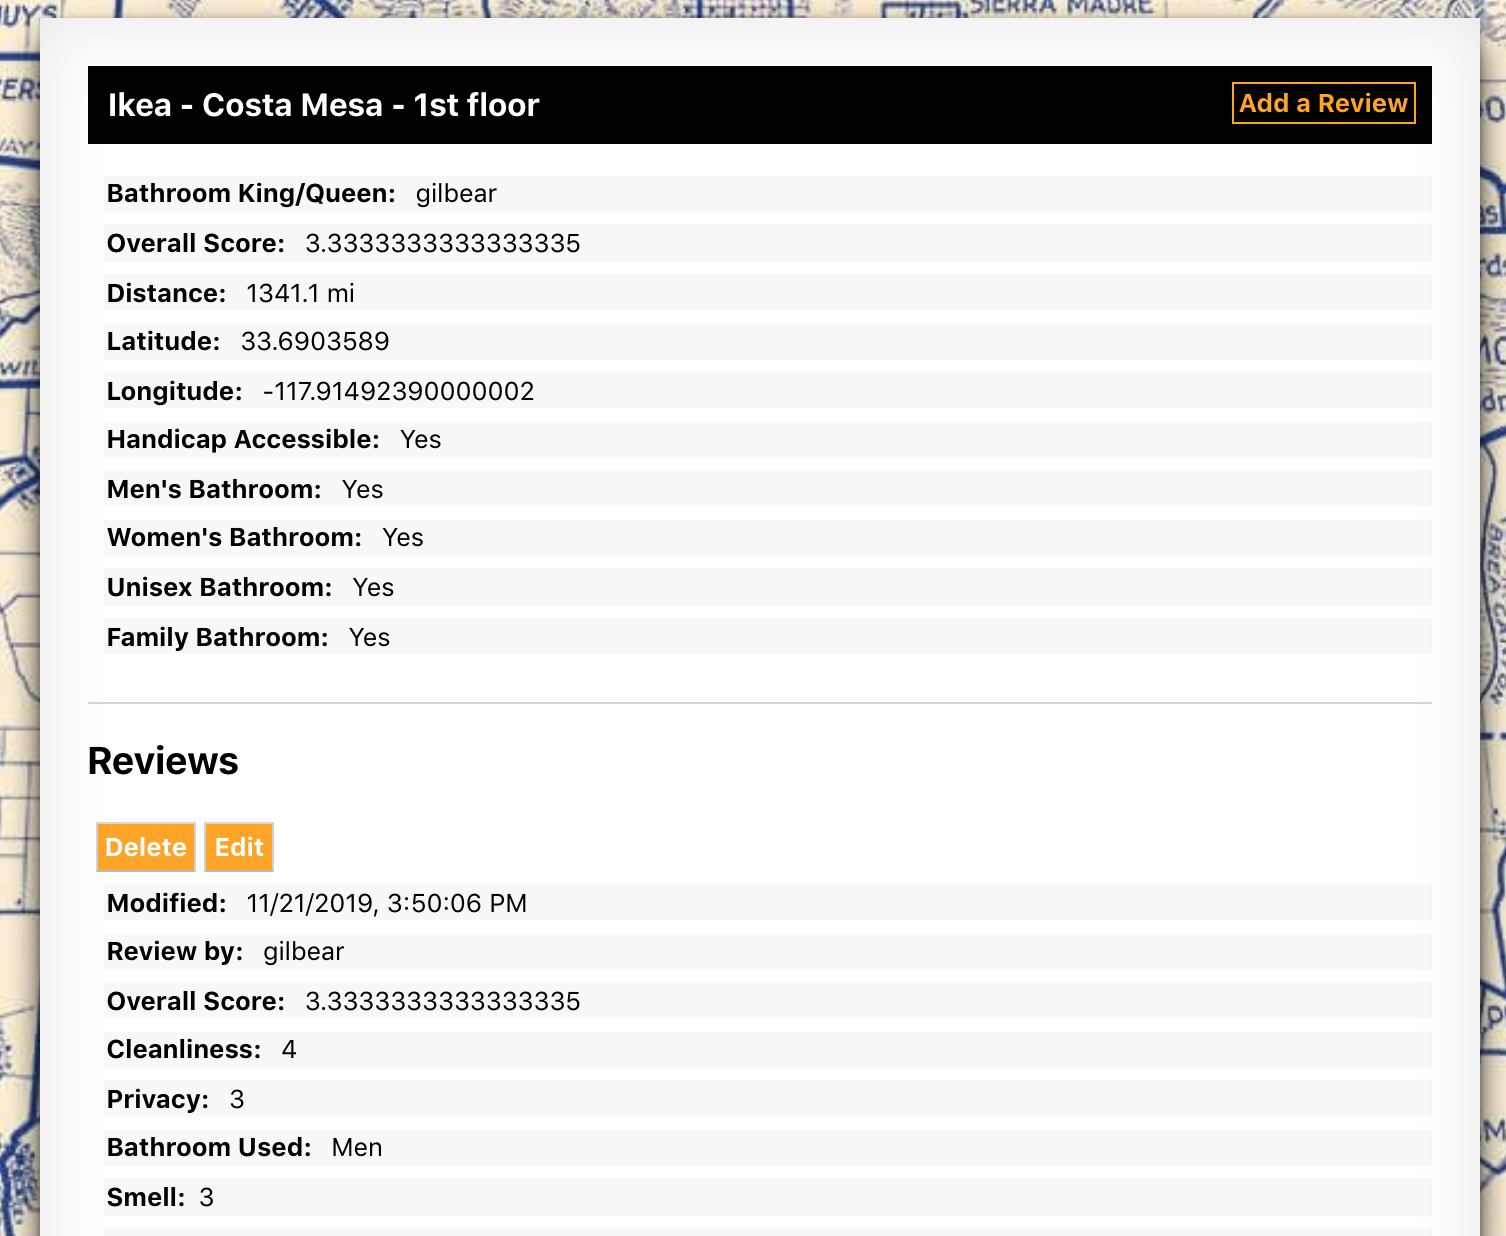 SIERRA MADRE
Ikea - Costa Mesa - 1st floor
Add a Review
Bathroom King/Queen: gilbear
Overall Score: 3.3333333333333335
Distance: 1341.1 mi
Latitude: 33.6903589
Longitude: -117.91492390000002
Handicap Accessible: Yes
Men's Bathroom: Yes
Women's Bathroom: Yes
Unisex Bathroom: Yes
Family Bathroom: Yes
Reviews
Delete Edit
Modified: 11/21/2019, 3:50:06 PM
Review by: gilbear
Overall Score: 3.3333333333333335
Cleanliness: 4
Privacy: 3
Bathroom Used: Men
Smell: 3